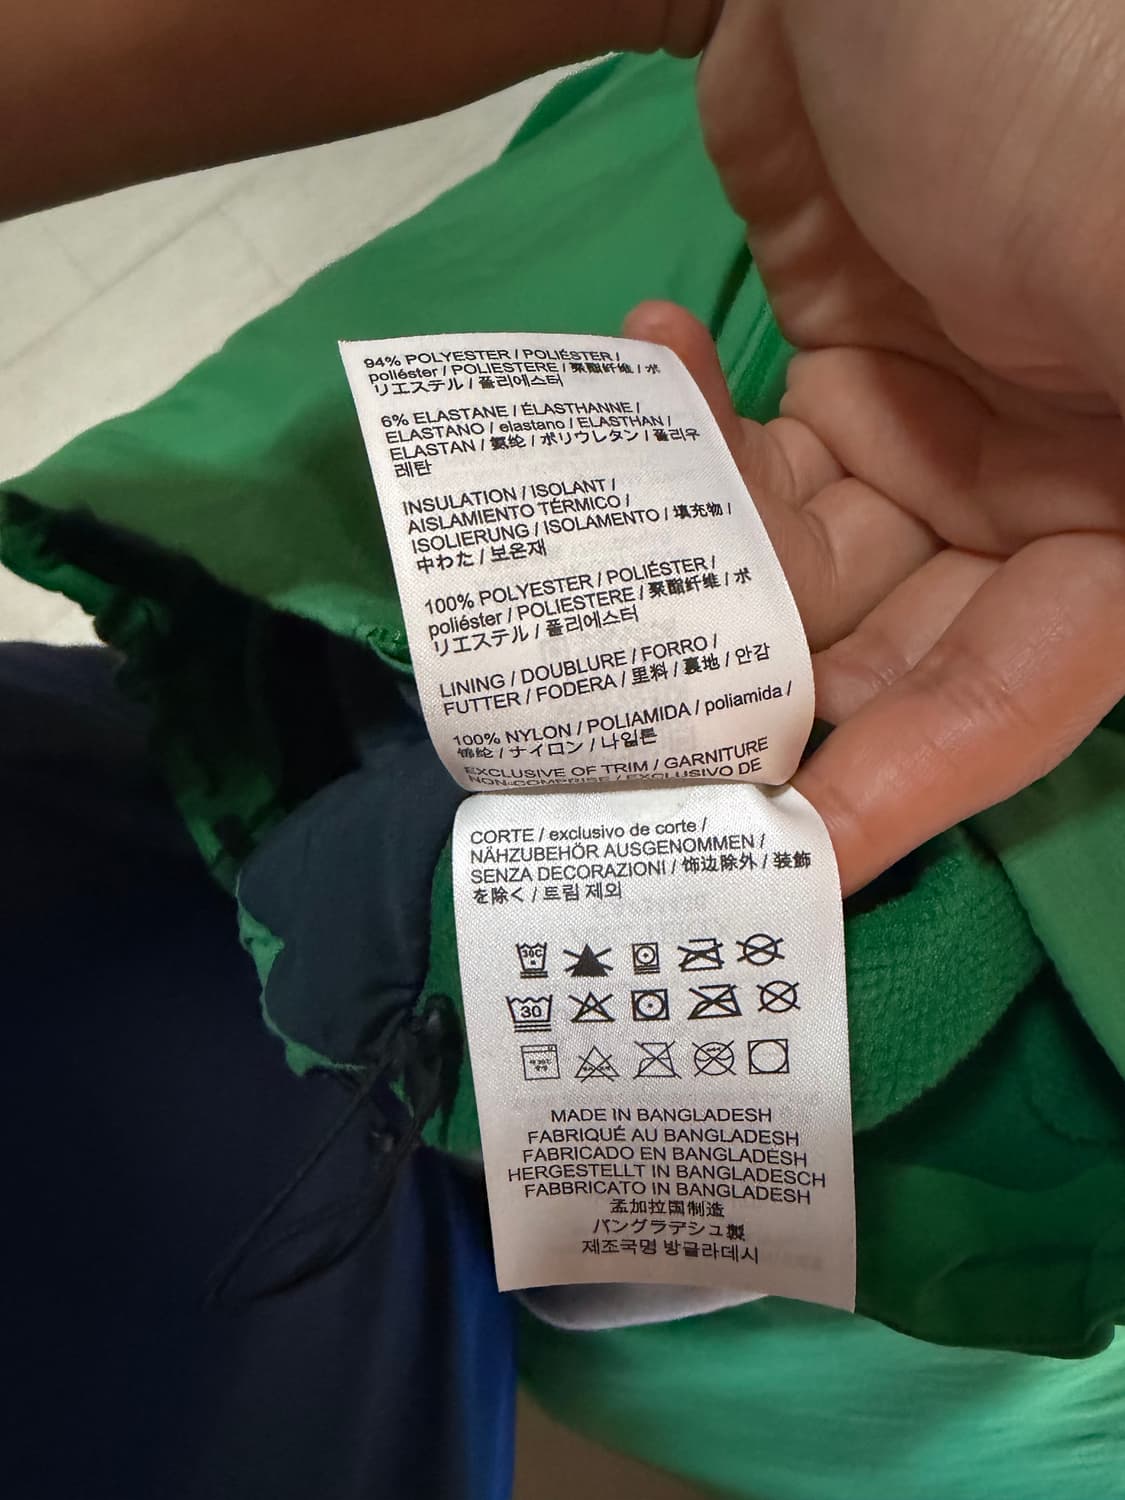 94% POLYESTER / POLIÉSTER /
poliéster / POLIESTERE / 聚酯纤维 / ポ
リエステル / 폴리에스터
6% ELASTANE / ÉLASTHANNE /
ELASTANO / elastano / ELASTHAN /
ELASTAN / 氨纶 / ポリウレタン / 폴리우
레탄
INSULATION / ISOLANT /
AISLAMIENTO TÉRMICO /
ISOLIERUNG / ISOLAMENTO / 填充物 /
中わた / 보온재
100% POLYESTER / POLIÉSTER /
poliéster / POLIESTERE / 聚酯纤维 / ポ
リエステル / 폴리에스터
LINING / DOUBLURE / FORRO /
FUTTER / FODERA / 里料 / 裏地 / 안감
100% NYLON / POLIAMIDA / poliamida /
锦纶 / ナイロン / 나일론
EXCLUSIVE OF TRIM / GARNITURE
NON-COMPRISE / EXCLUSIVO DE
CORTE / exclusivo de corte /
NÄHZUBEHÖR AUSGENOMMEN /
SENZA DECORAZIONI / 饰边除外 / 装飾
を除く / 트림 제외
30C
30
MADE IN BANGLADESH
FABRIQUÉ AU BANGLADESH
FABRICADO EN BANGLADESH
HERGESTELLT IN BANGLADESCH
FABBRICATO IN BANGLADESH
孟加拉国制造
バングラデシュ製
제조국명 방글라데시